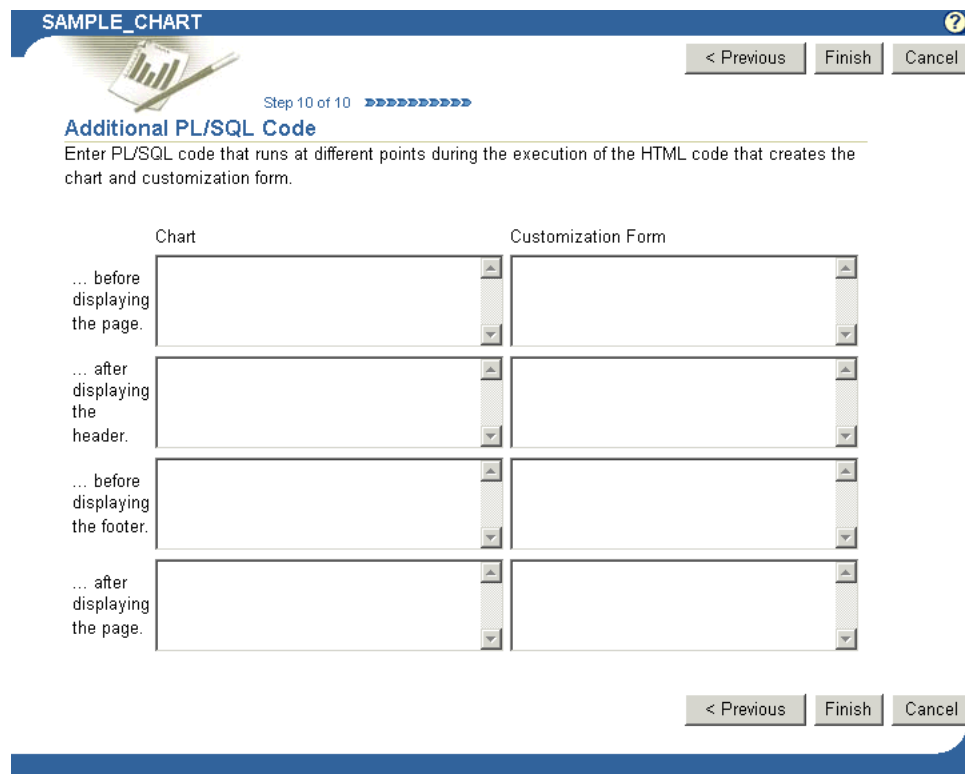 SAMPLE_CHART
?
< Previous Finish Cancel
Step 10 of 10
Additional PL/SQL Code
Enter PL/SQL code that runs at different points during the execution of the HTML code that creates the
chart and customization form.
Chart Customization Form
... before
displaying
the page.
... after
displaying
the
header.
... before
displaying
the footer.
... after
displaying
the page.
< Previous Finish Cancel